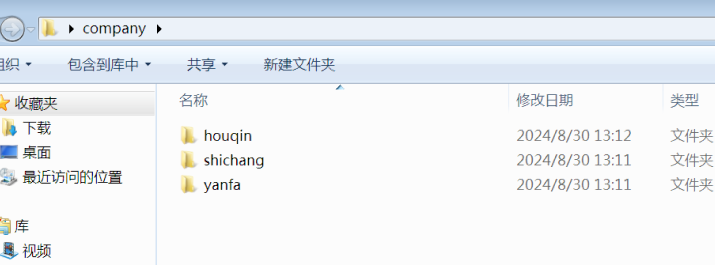 company
组织 包含到库中 共享 新建文件夹
收藏夹
下载
桌面
最近访问的位置
库
视频
名称 修改日期 类型
houqin 2024/8/30 13:12 文件夹
shichang 2024/8/30 13:11 文件夹
yanfa 2024/8/30 13:11 文件夹